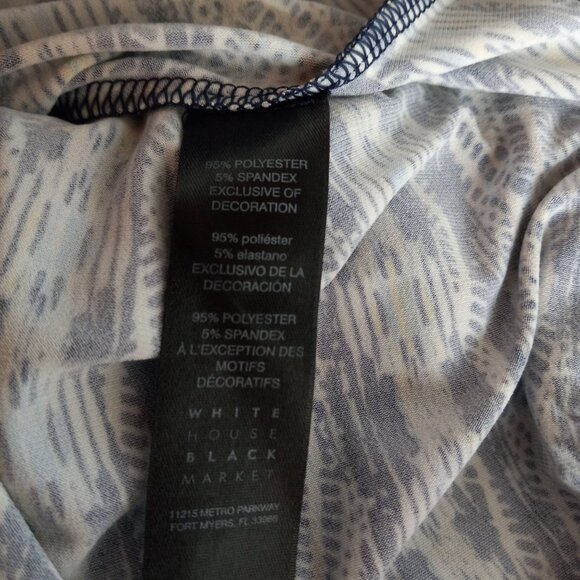 95% POLYESTER
5% SPANDEX
EXCLUSIVE OF
DECORATION
95% poliéster
5% elastano
EXCLUSIVO DE LA
DECORACIÓN
95% POLYESTER
5% SPANDEX
À L'EXCEPTION DES
MOTIFS
DÉCORATIFS
WHITE
HOUSE
BLACK
MARKET
11215 METRO PARKWAY
FORT MYERS, FL 33966